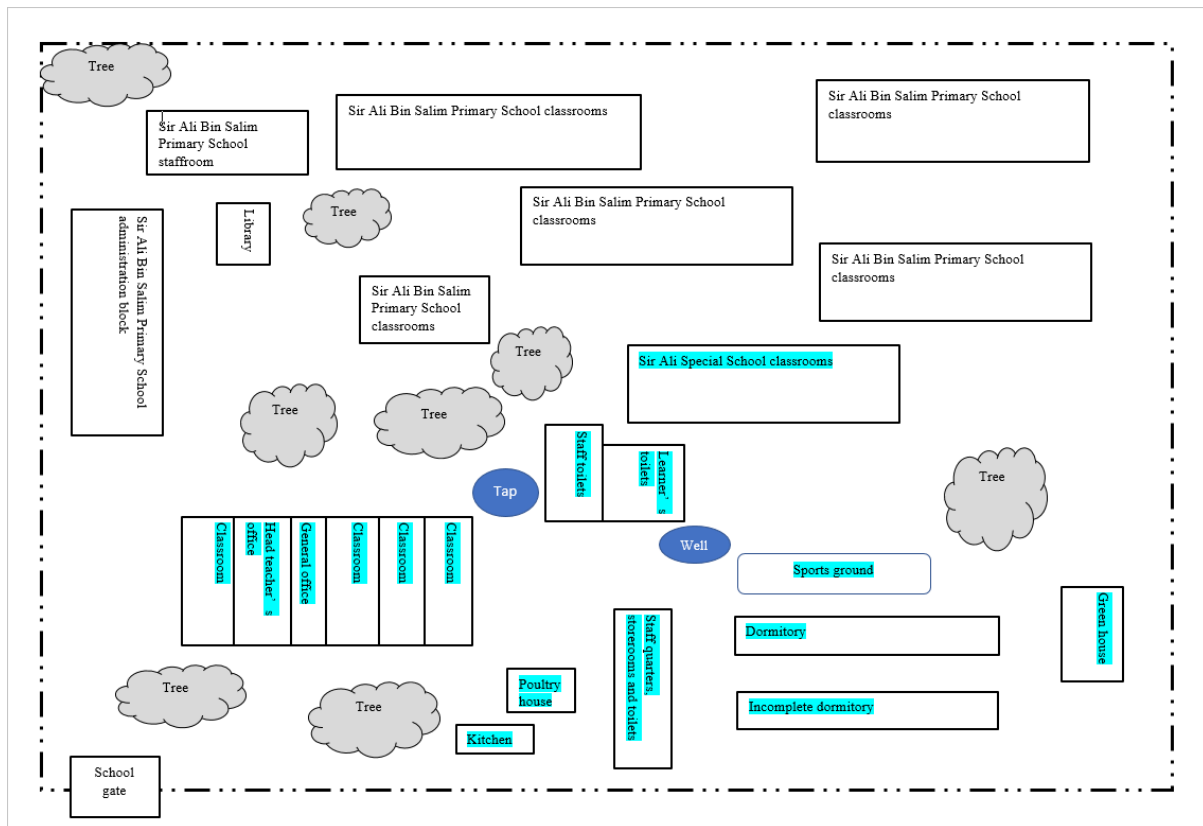 Tree
Sir Ali Bin Salim
Primary School
staffroom
Sir Ali Bin Salim Primary School classrooms
Sir Ali Bin Salim Primary School
classrooms
Sir Ali Bin Salim Primary School
administration block
Library
Tree
Sir Ali Bin Salim Primary School
classrooms
Sir Ali Bin Salim Primary School
classrooms
Sir Ali Bin Salim
Primary School
classrooms
Tree
Sir Ali Special School classrooms
Tree
Tree
Staff toilets
Learner's
toilets
Tree
Tap
Well
Classroom
Head teacher's
office
General office
Classroom
Classroom
Classroom
Sports ground
Dormitory
Green house
Staff quarters.
storerooms and toilets
Tree
Tree
Poultry
house
Incomplete dormitory
Kitchen
School
gate